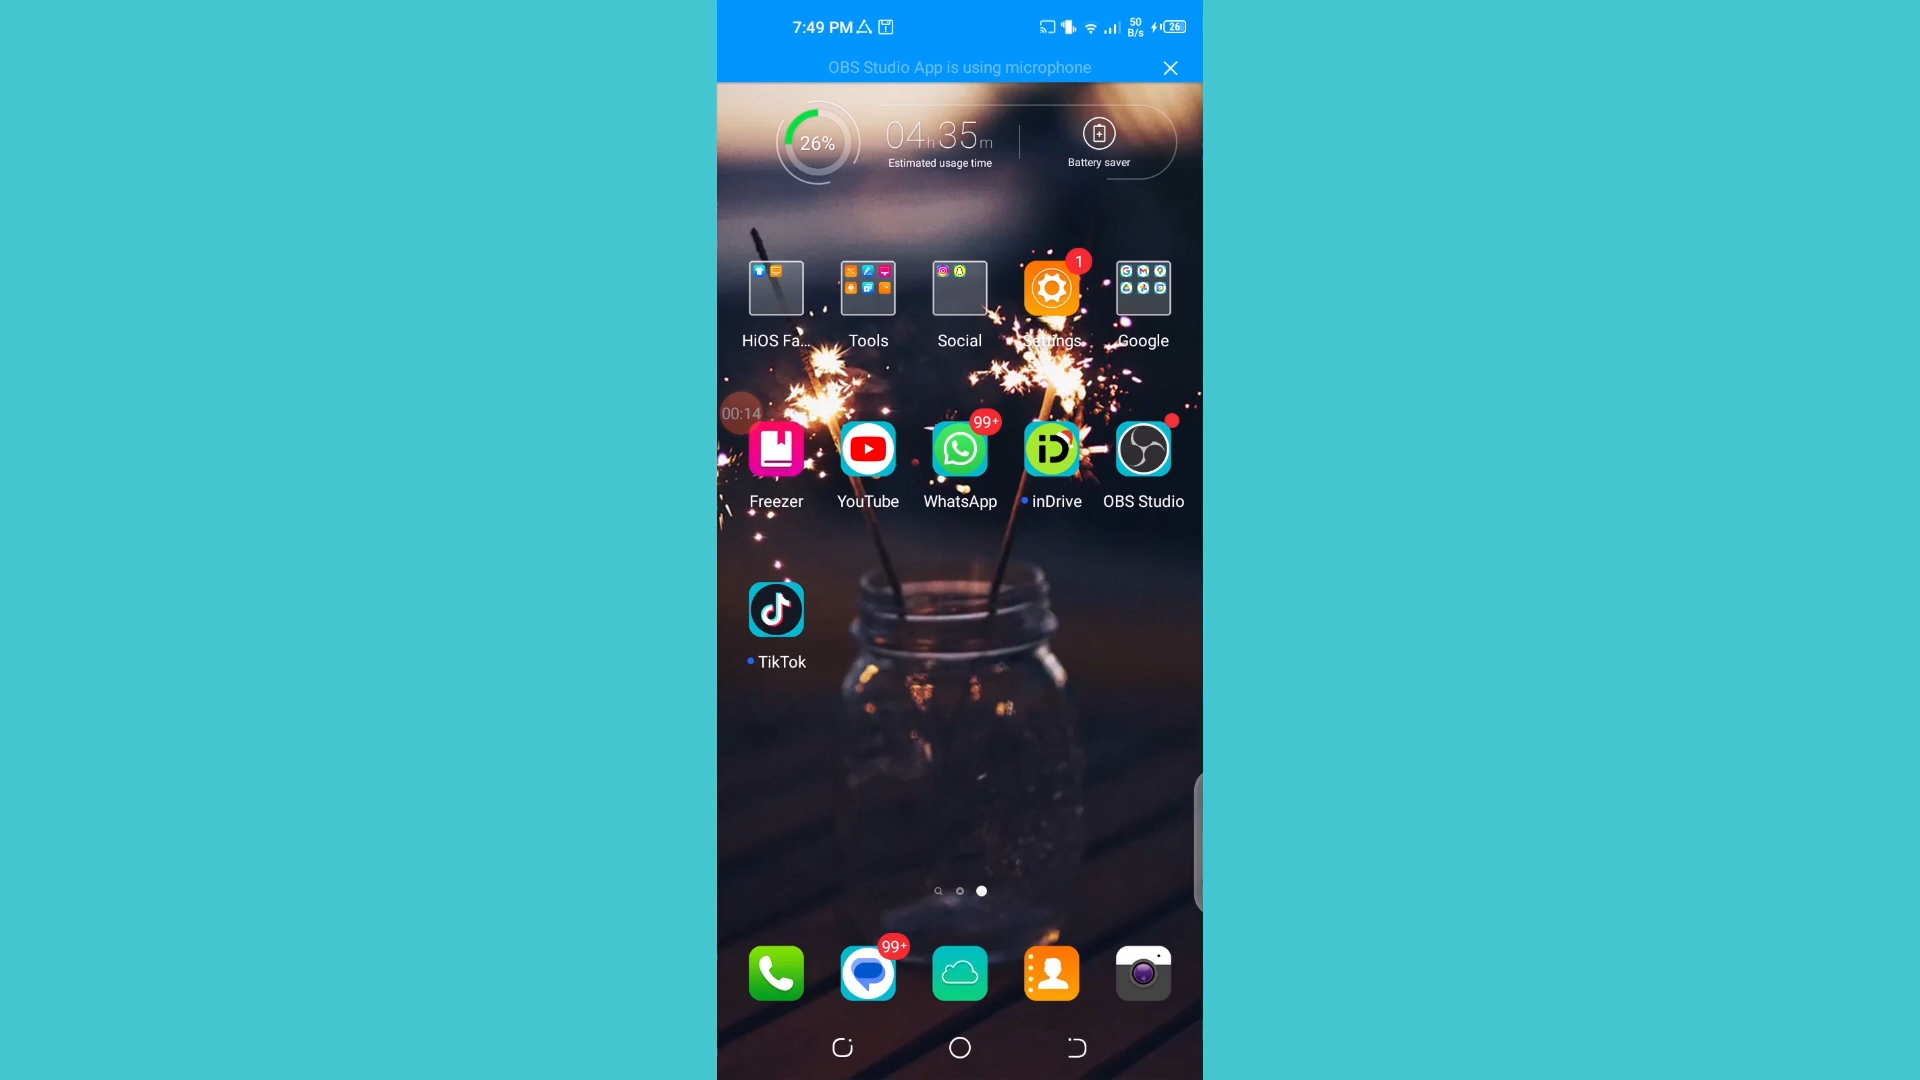 7:49 PM
50
B/s
26
OBS Studio App is using microphone
26%
04h35m
Estimated usage time
Battery saver
1
HiOS Fa...
Tools
Social
Settings
Google
00:14
99+
Freezer
YouTube
WhatsApp
iD
inDrive
OBS Studio
TikTok
99+